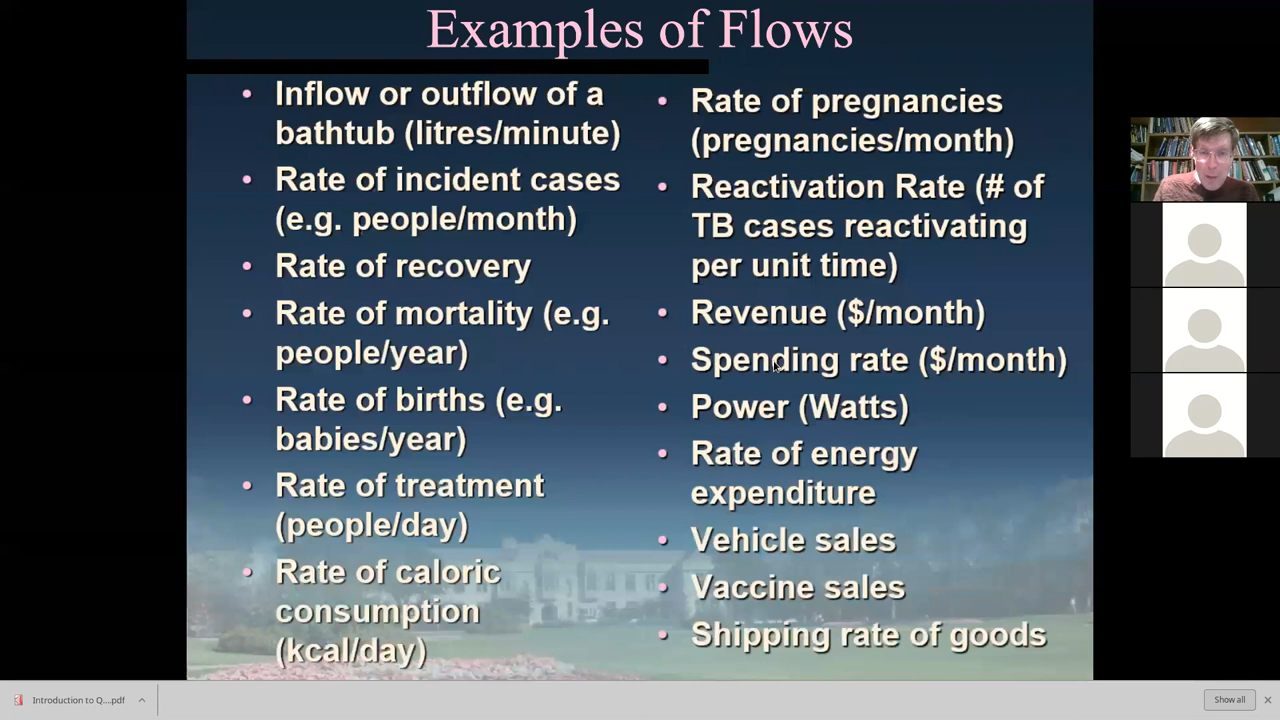 Examples of Flows
• Inflow or outflow of a
bathtub (litres/minute)
• Rate of incident cases
(e.g. people/month)
• Rate of recovery
• Rate of mortality (e.g.
people/year)
• Rate of births (e.g.
babies/year)
• Rate of treatment
(people/day)
• Rate of caloric
consumption
(kcal/day)
• Rate of pregnancies
(pregnancies/month)
• Reactivation Rate (# of
TB cases reactivating
per unit time)
• Revenue ($/month)
• Spending rate ($/month)
• Power (Watts)
• Rate of energy
expenditure
• Vehicle sales
• Vaccine sales
• Shipping rate of goods
Introduction to Q....pdf
Show all